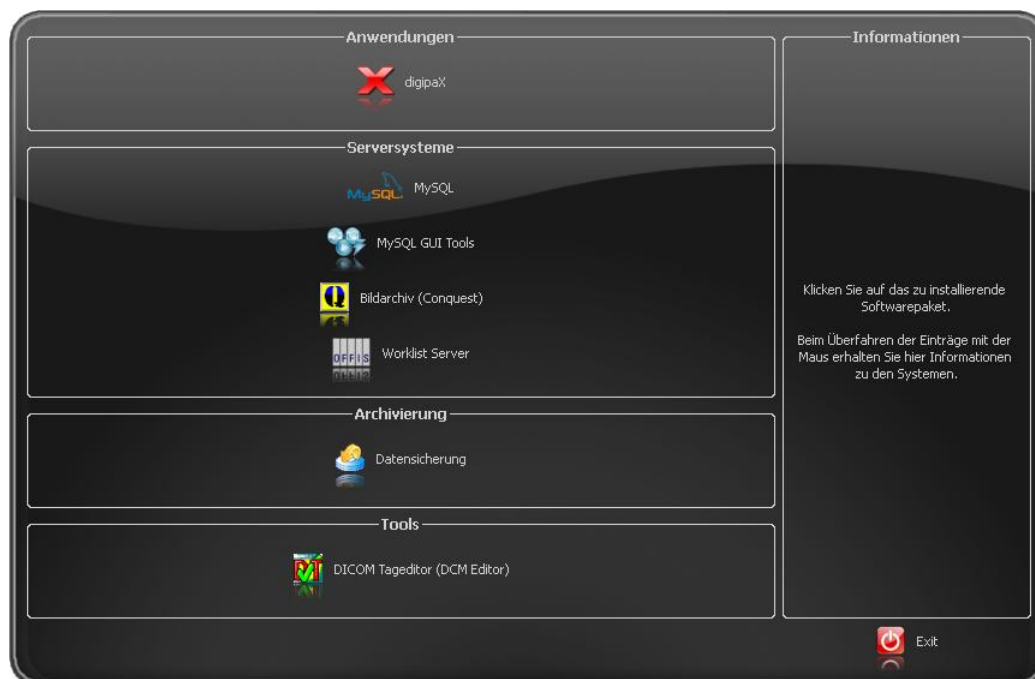 Anwendungen
digipaX
Serversysteme
MySQL. MySQL
MySQL GUI Tools
Bildarchiv (Conquest)
OFFIS Worklist Server
Archivierung
Datensicherung
Tools
DICOM Tageditor (DCM Editor)
Informationen
Klicken Sie auf das zu installierende
Softwarepaket.
Beim Überfahren der Einträge mit der
Maus erhalten Sie hier Informationen
zu den Systemen.
Exit